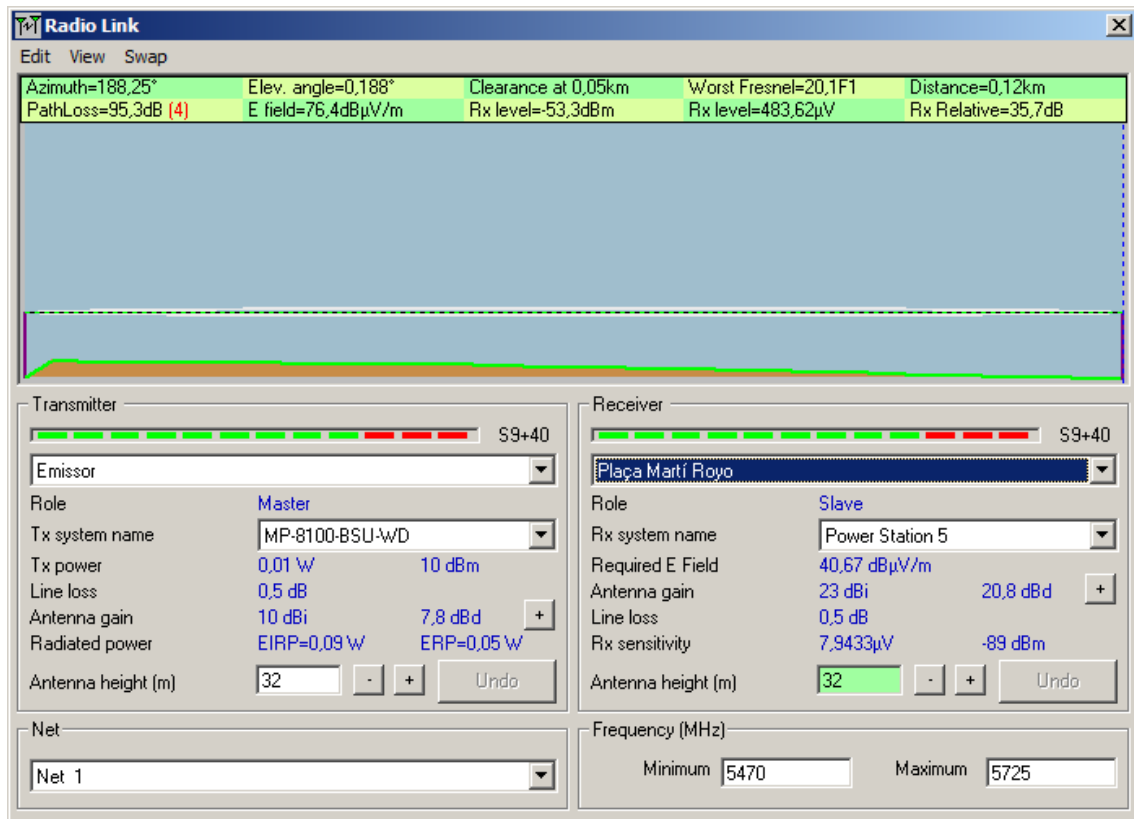 Radio Link
Edit View Swap
Azimuth=188,25° Elev. angle=0,188° Clearance at 0,05km Worst Fresnel=20,1F1 Distance=0,12km
PathLoss=95,3dB (4) E field=76,4dBµV/m Rx level=-53,3dBm Rx level=483,62µV Rx Relative=35,7dB
Transmitter
S9+40
Emissor
Role Master
Tx system name MP-8100-BSU-WD
Tx power 0,01 W 10 dBm
Line loss 0,5 dB
Antenna gain 10 dBi 7,8 dBd +
Radiated power EIRP=0,09 W ERP=0,05 W
Antenna height (m) 32 - + Undo
Net
Net 1
Receiver
S9+40
Plaça Martí Royo
Role Slave
Rx system name Power Station 5
Required E Field 40,67 dBµV/m
Antenna gain 23 dBi 20,8 dBd +
Line loss 0,5 dB
Rx sensitivity 7,9433µV -89 dBm
Antenna height (m) 32 - + Undo
Frequency (MHz)
Minimum 5470 Maximum 5725